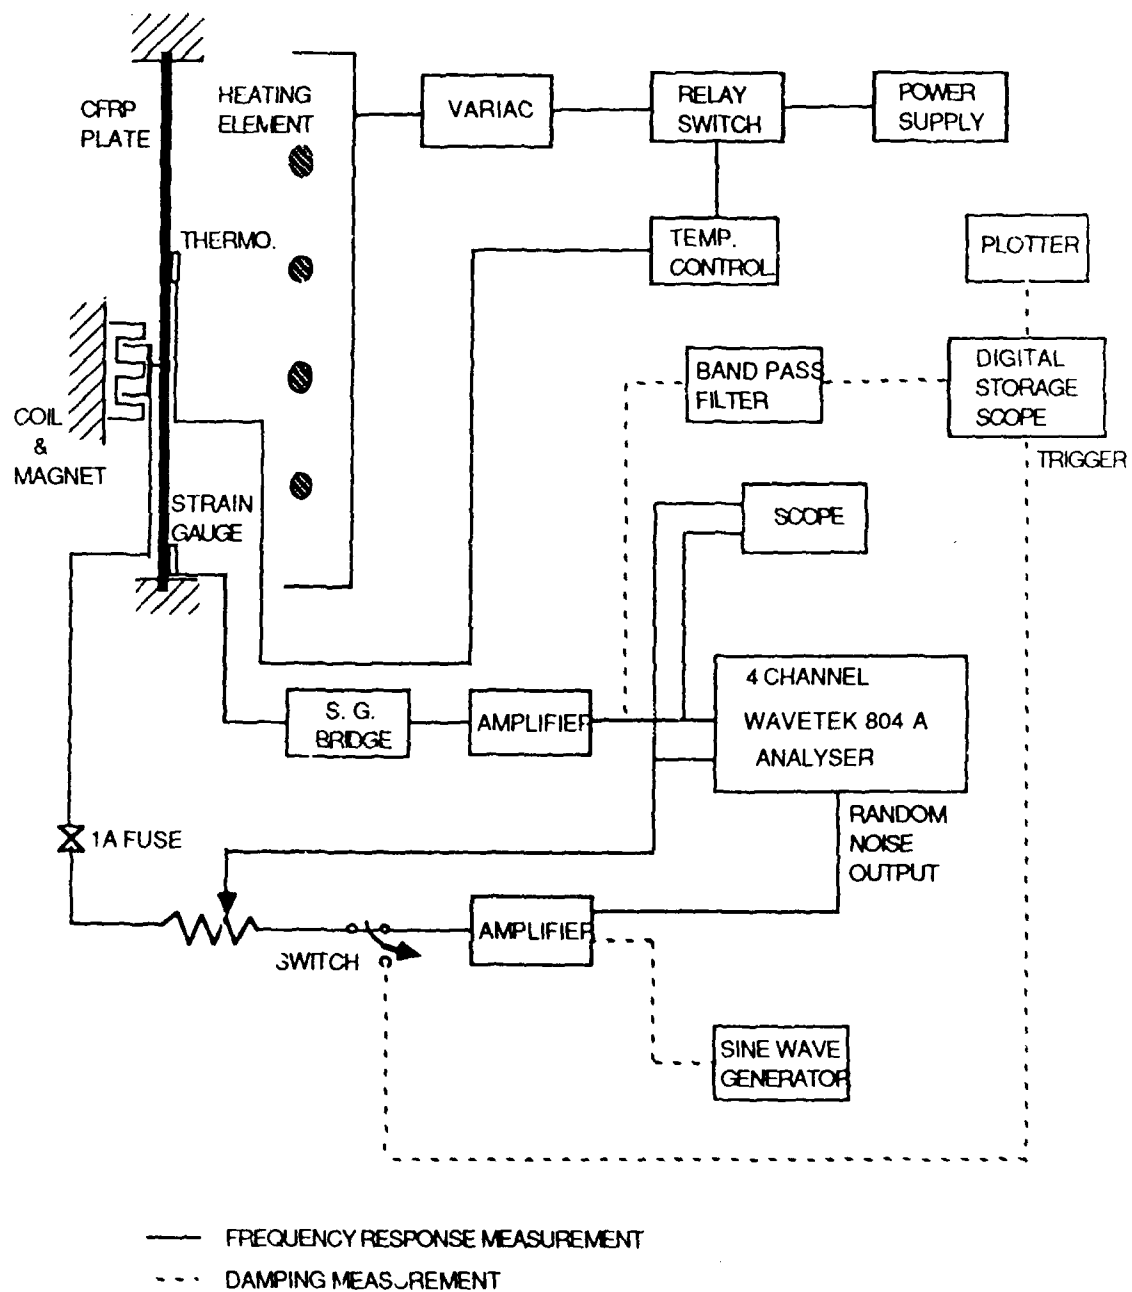 CFRP
PLATE
HEATING
ELEMENT
VARIAC
RELAY
SWITCH
POWER
SUPPLY
THERMO.
TEMP.
CONTROL
PLOTTER
BAND PASS
FILTER
DIGITAL
STORAGE
SCOPE
TRIGGER
COIL
&
MAGNET
STRAIN
GAUGE
SCOPE
4 CHANNEL
WAVETEK 804 A
ANALYSER
S. G.
BRIDGE
AMPLIFIER
RANDOM
NOISE
OUTPUT
1A FUSE
AMPLIFIER
SWITCH
SINE WAVE
GENERATOR
FREQUENCY RESPONSE MEASUREMENT
DAMPING MEASUREMENT